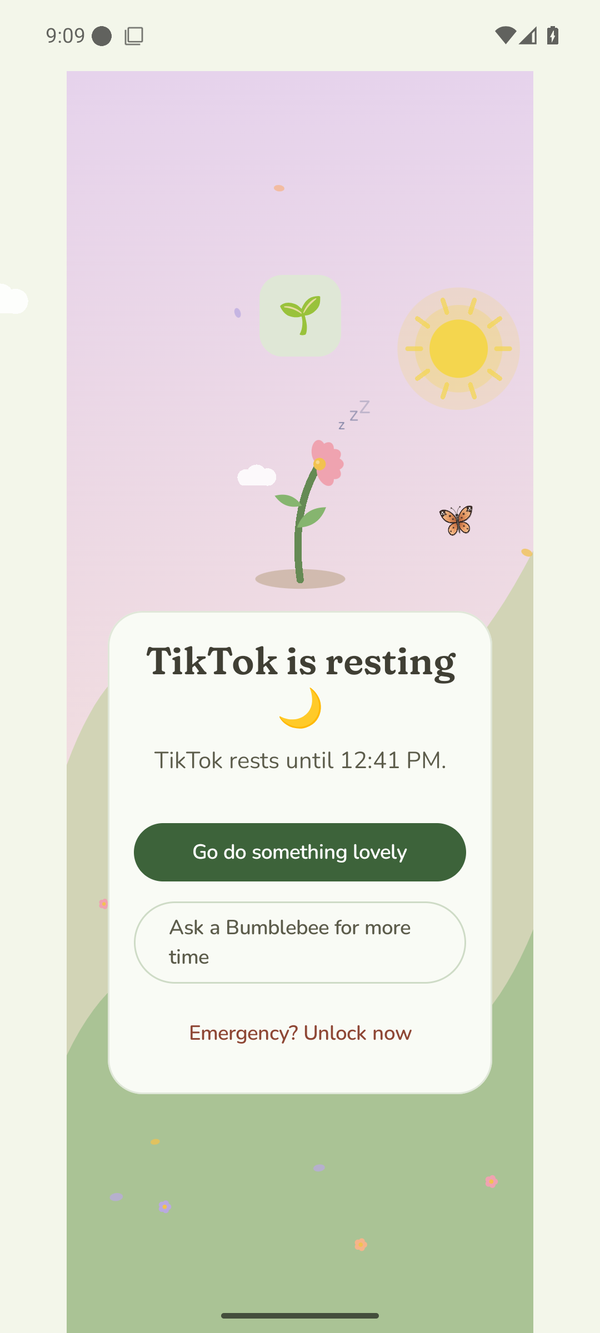 9:09
z z Z
TikTok is resting
🌙
TikTok rests until 12:41 PM.
Go do something lovely
Ask a Bumblebee for more
time
Emergency? Unlock now